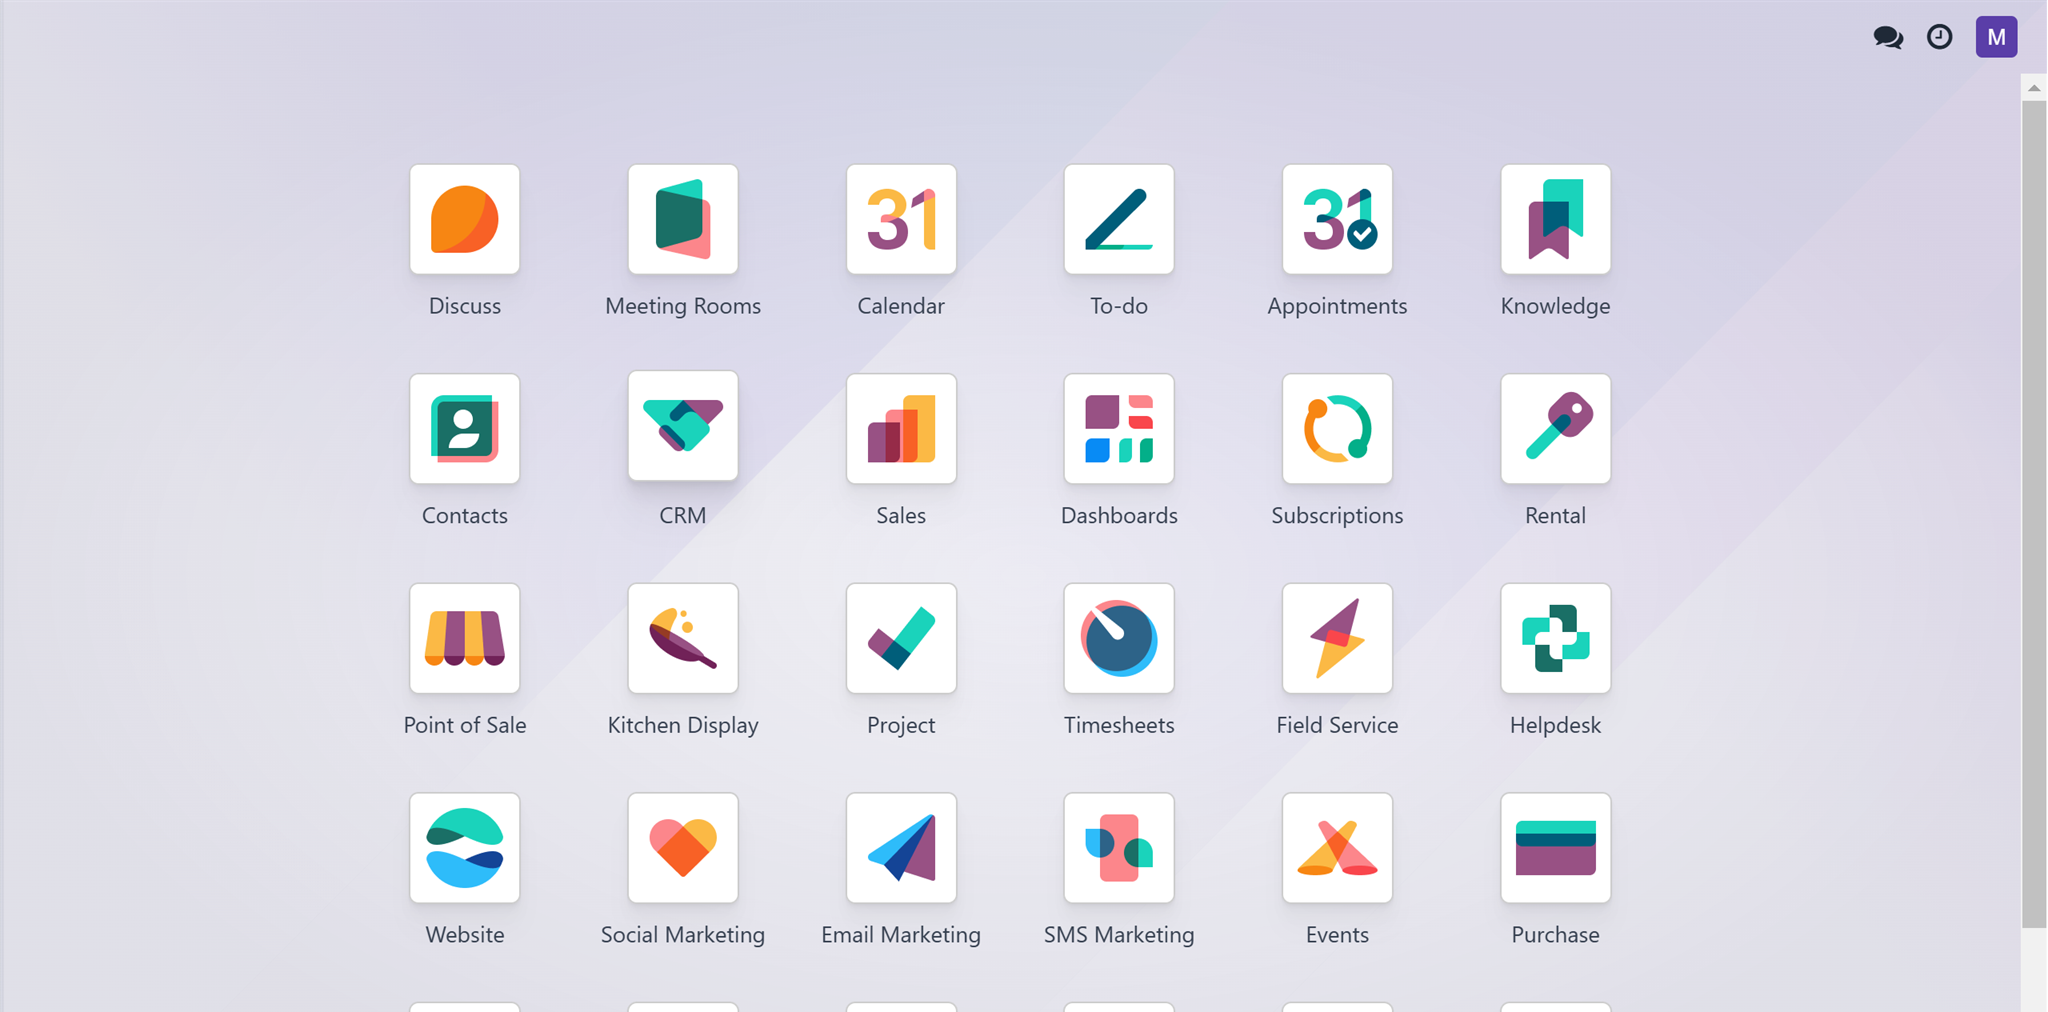 M
31
31
Discuss
Meeting Rooms
Calendar
To-do
Appointments
Knowledge
Contacts
CRM
Sales
Dashboards
Subscriptions
Rental
Point of Sale
Kitchen Display
Project
Timesheets
Field Service
Helpdesk
Website
Social Marketing
Email Marketing
SMS Marketing
Events
Purchase